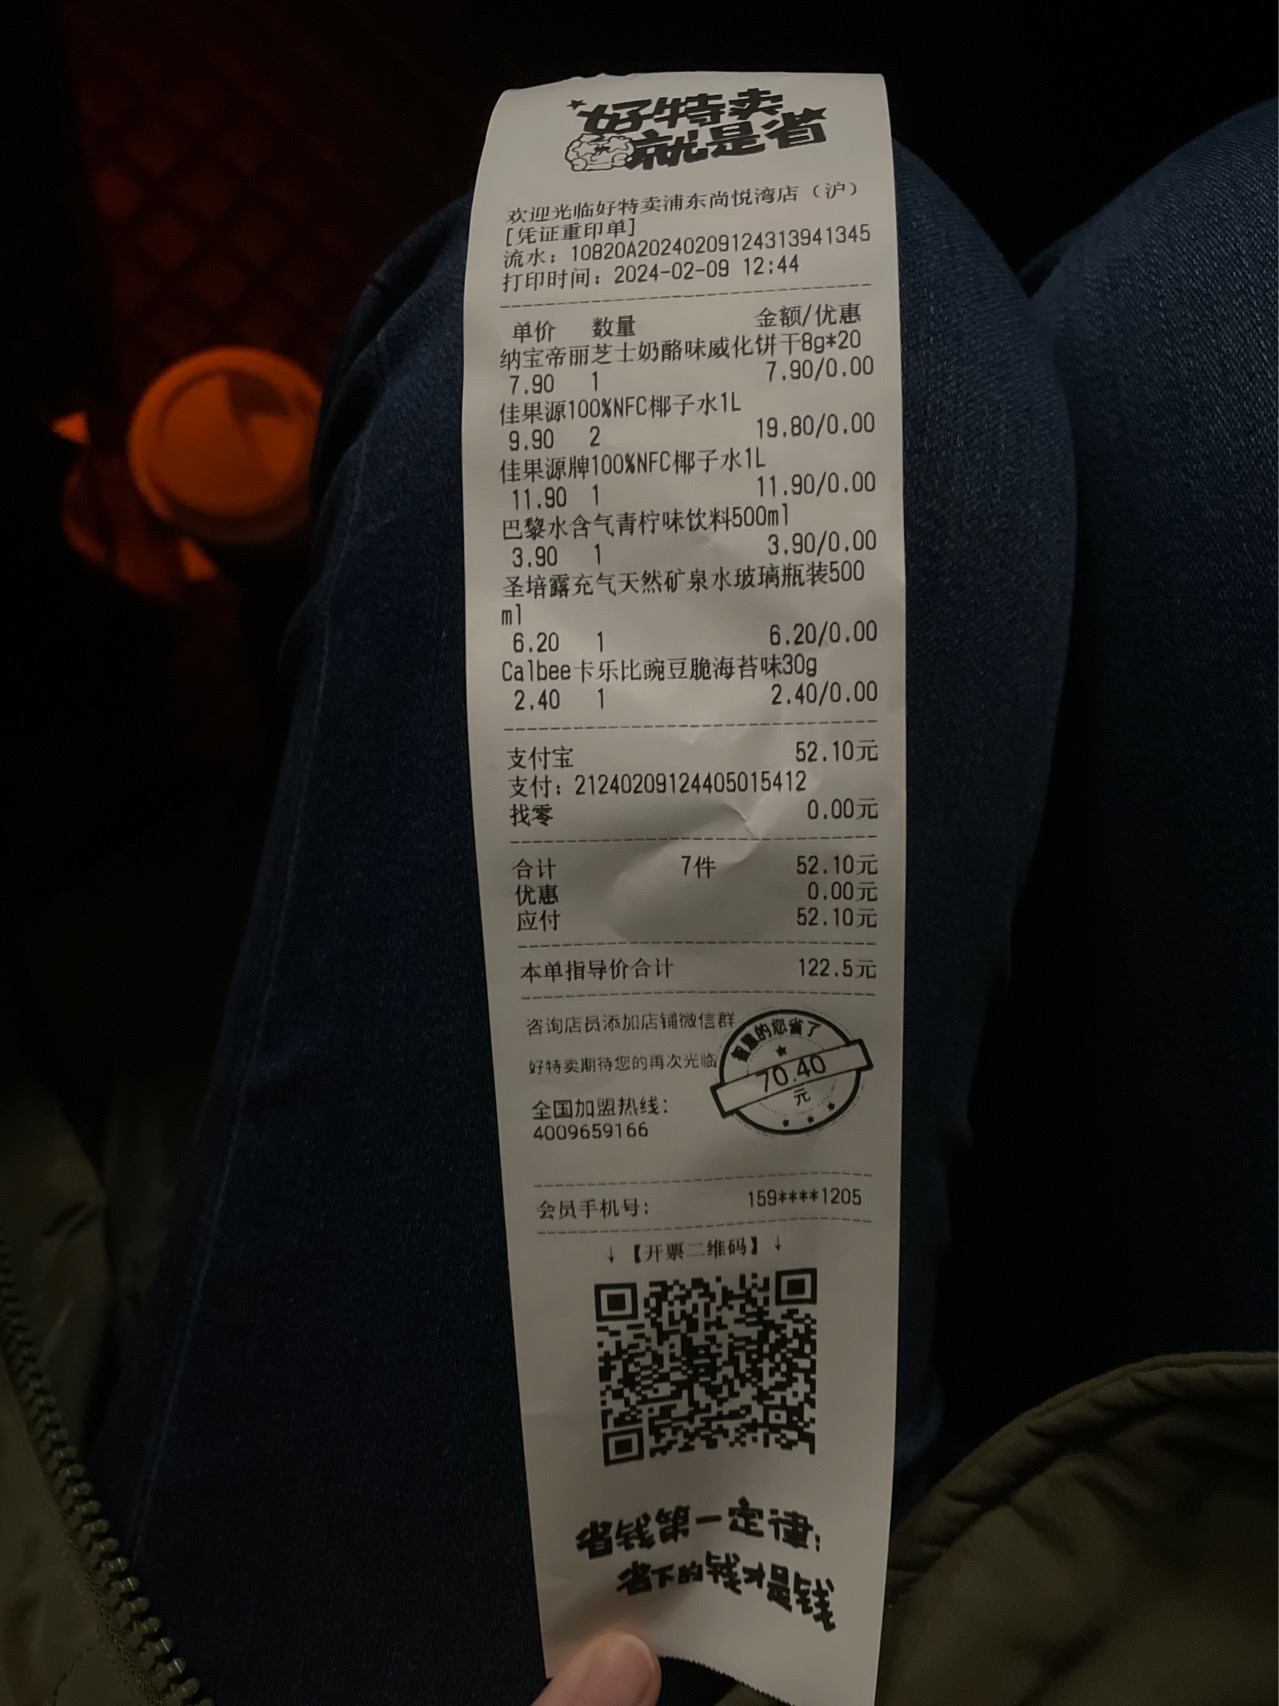 好特卖
就是省
欢迎光临好特卖浦东尚悦湾店（沪）
[凭证重印单]
流水：10820A20240209124313941345
打印时间：2024-02-09 12:44
单价 数量 金额/优惠
纳宝帝丽芝士奶酪味威化饼干8g*20
7.90 1 7.90/0.00
佳果源100%NFC椰子水1L
9.90 2 19.80/0.00
佳果源牌100%NFC椰子水1L
11.90 1 11.90/0.00
巴黎水含气青柠味饮料500ml
3.90 1 3.90/0.00
圣培露充气天然矿泉水玻璃瓶装500
ml
6.20 1 6.20/0.00
Calbee卡乐比豌豆脆海苔味30g
2.40 1 2.40/0.00
支付宝 52.10元
支付：21240209124405015412
找零 0.00元
合计 7件 52.10元
优惠 0.00元
应付 52.10元
本单指导价合计 122.5元
咨询店员添加店铺微信群
好特卖期待您的再次光临
智慧的您省了
70.40
元
全国加盟热线：
4009659166
会员手机号： 159****1205
↓【开票二维码】↓
省钱第一定律：
省下的钱才是钱